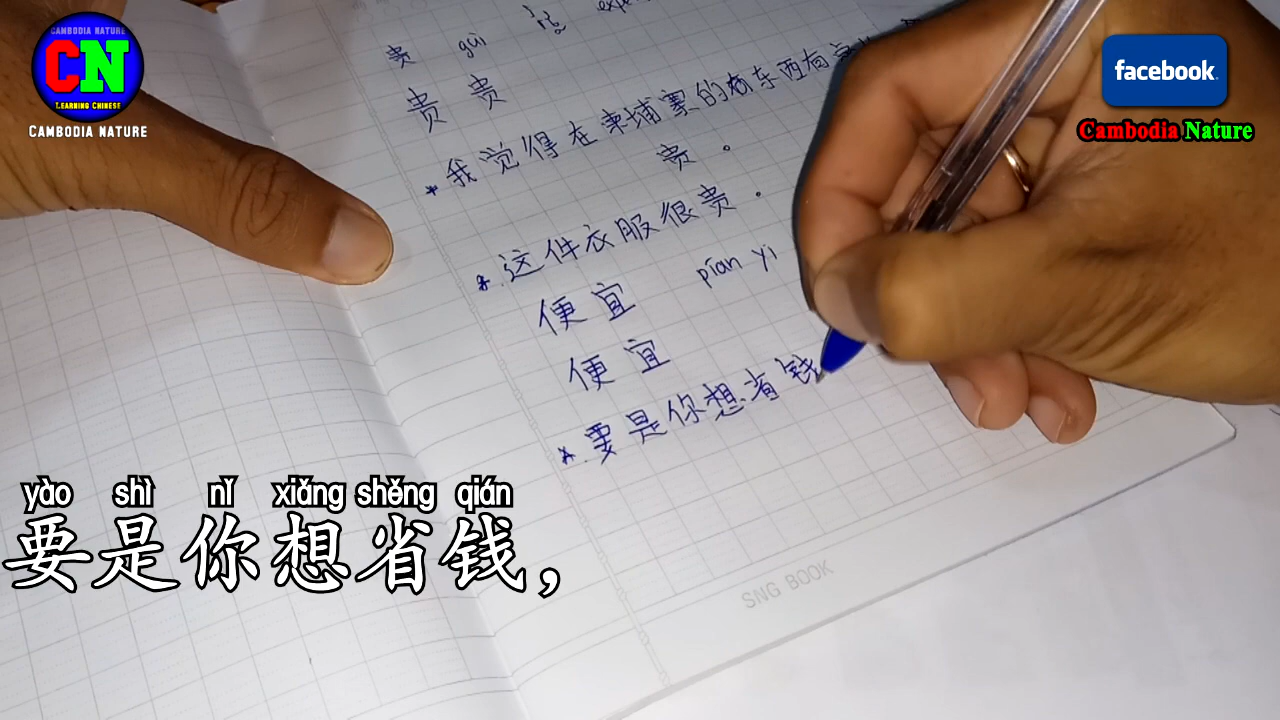 CAMBODIA NATURE
CN
LEARNING CHINESE
CAMBODIA NATURE
facebook
Cambodia Nature
贵 guì
贵 贵
* 我觉得在柬埔寨的东西有点
贵。
* 这件衣服很贵.
便宜 pían yi
便宜
* 要是你想省钱
yào shì nǐ xiǎng shěng qián
要是你想省钱,
SNG BOOK